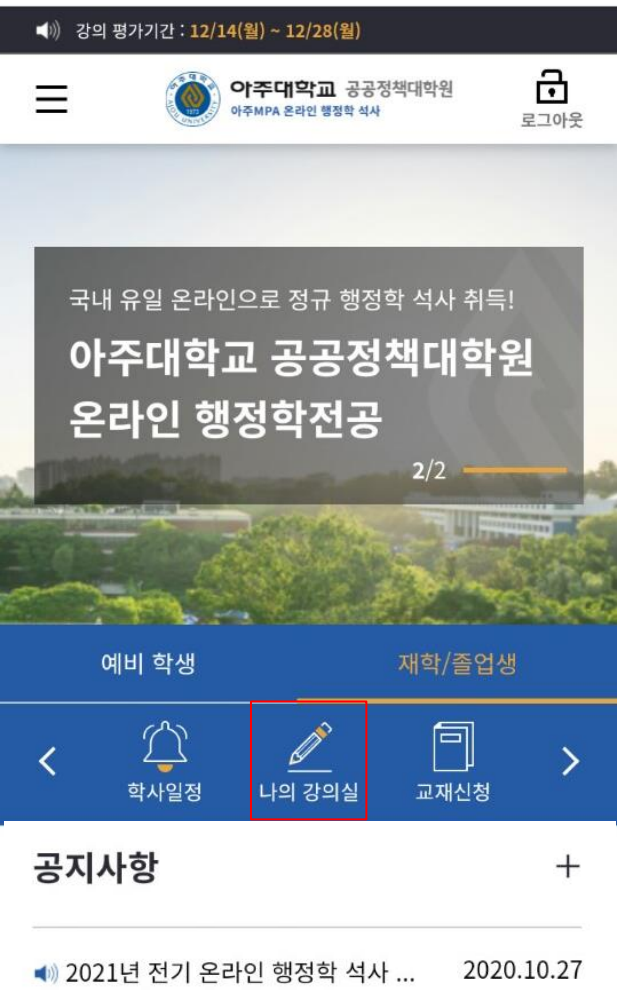 강의 평가기간 : 12/14(월) ~ 12/28(월)
아주대학교 공공정책대학원
아주MPA 온라인 행정학 석사
로그아웃
국내 유일 온라인으로 정규 행정학 석사 취득!
아주대학교 공공정책대학원
온라인 행정학전공
2/2
예비 학생
재학/졸업생
학사일정
나의 강의실
교재신청
공지사항
2021년 전기 온라인 행정학 석사 ... 2020.10.27